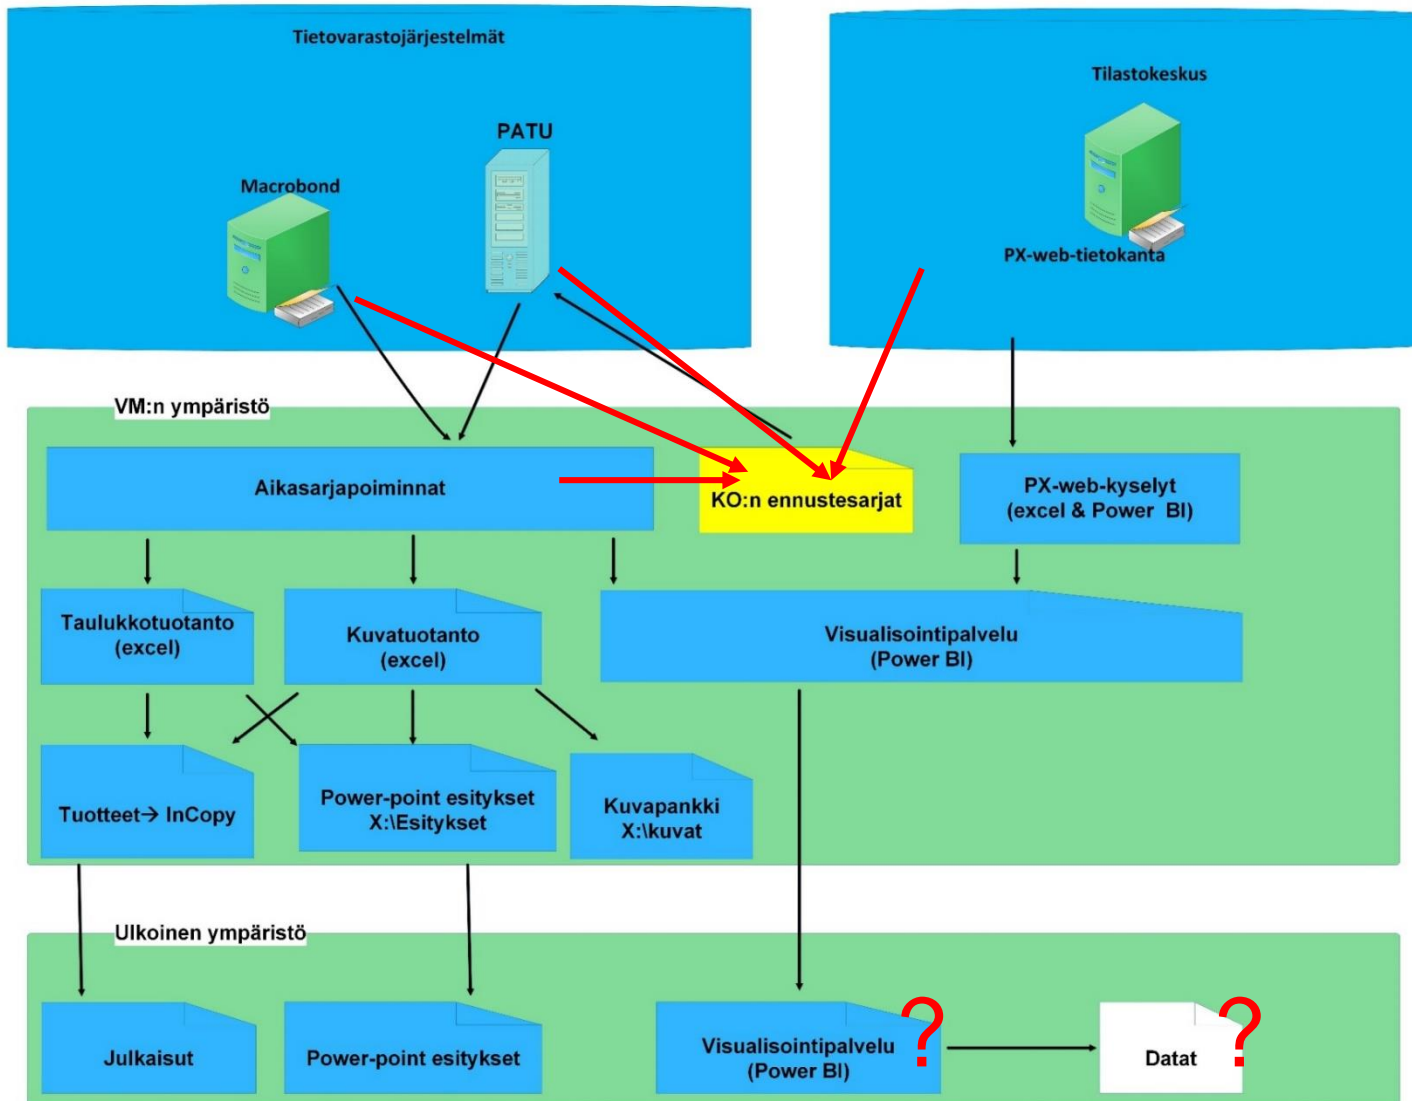 Tietovarastojärjestelmät
Tilastokeskus
PATU
Macrobond
PX-web-tietokanta
VM:n ympäristö
Aikasarjapoiminnat
KO:n ennustesarjat
PX-web-kyselyt
(excel & Power BI)
Taulukkotuotanto
(excel)
Kuvatuotanto
(excel)
Visualisointipalvelu
(Power BI)
Tuotteet→ InCopy
Power-point esitykset
X:\Esitykset
Kuvapankki
X:\kuvat
Ulkoinen ympäristö
Julkaisut
Power-point esitykset
Visualisointipalvelu
(Power BI)
?
Datat
?